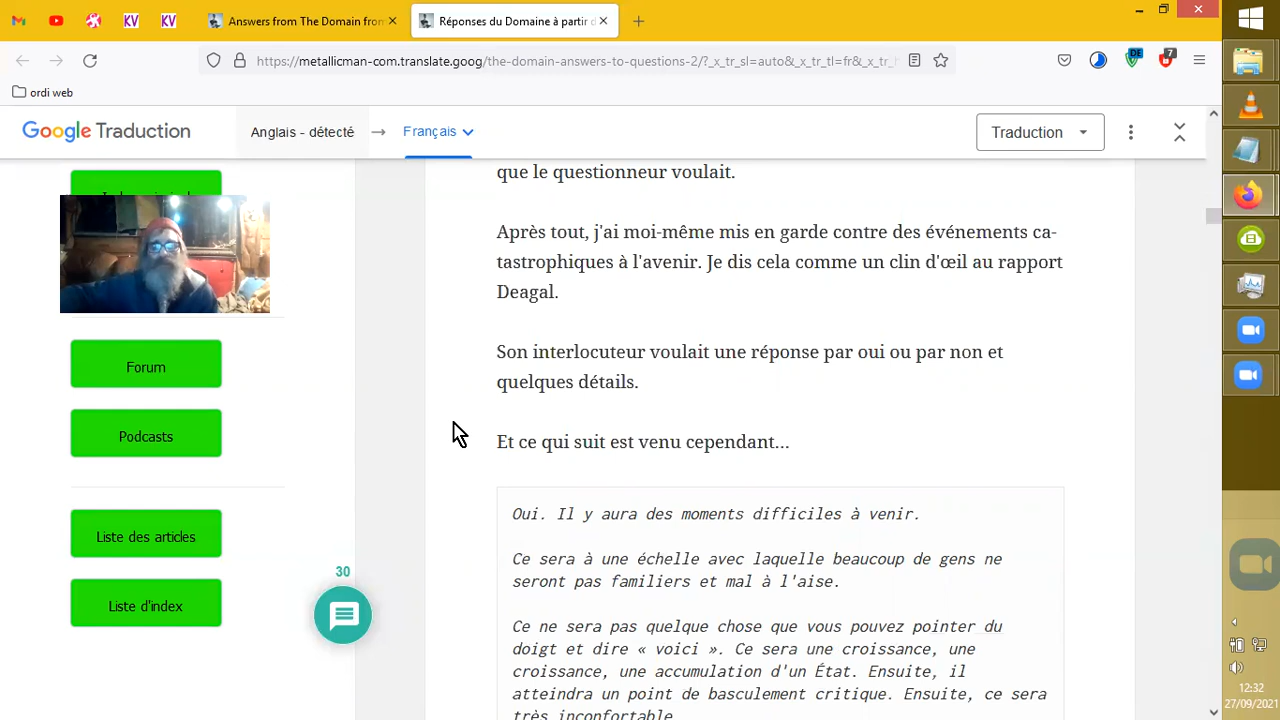 Answers from The Domain fron
Réponses du Domaine à partir d
https://metallicman-com.translate.goog/the-domain-answers-to-questions-2/?_x_tr_sl=auto&_x_tr_tl=fr&_x_tr_h
DE
7
ordi web
Google Traduction
Anglais - détecté
Français
Traduction
que le questionneur voulait.
Après tout, j'ai moi-même mis en garde contre des événements ca-
tastrophiques à l'avenir. Je dis cela comme un clin d'œil au rapport
Deagal.
Son interlocuteur voulait une réponse par oui ou par non et
quelques détails.
Et ce qui suit est venu cependant…
Oui. Il y aura des moments difficiles à venir.
Ce sera à une échelle avec laquelle beaucoup de gens ne
seront pas familiers et mal à l'aise.
Ce ne sera pas quelque chose que vous pouvez pointer du
doigt et dire « voici ». Ce sera une croissance, une
croissance, une accumulation d'un État. Ensuite, il
atteindra un point de basculement critique. Ensuite, ce sera
très inconfortable
Forum
Podcasts
Liste des articles
Liste d'index
30
12:32
27/09/2021